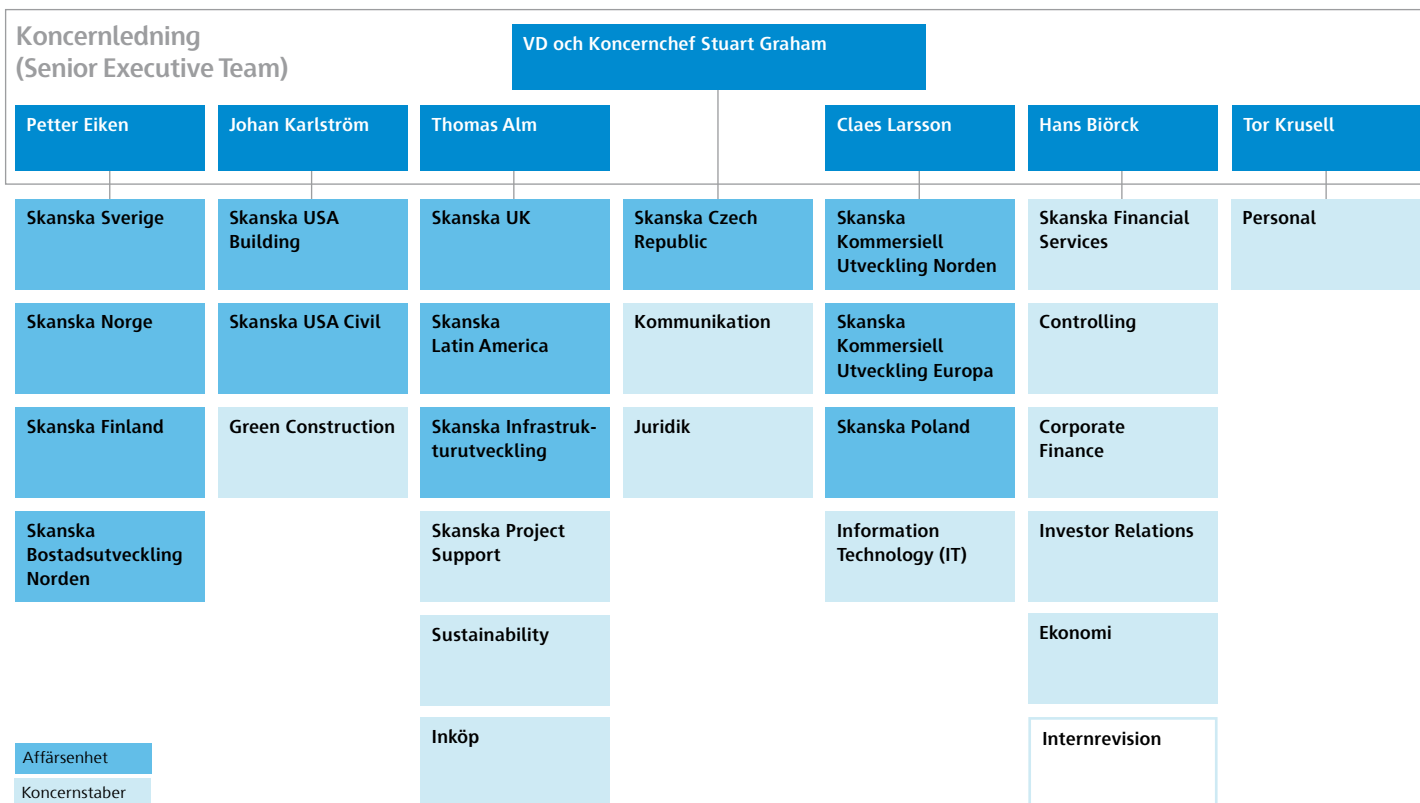 Koncernledning
(Senior Executive Team)
VD och Koncernchef Stuart Graham
Petter Eiken
Johan Karlström
Thomas Alm
Claes Larsson
Hans Biörck
Tor Krusell
Skanska Sverige
Skanska USA
Building
Skanska UK
Skanska Czech
Republic
Skanska
Kommersiell
Utveckling Norden
Skanska Financial
Services
Personal
Skanska Norge
Skanska USA Civil
Skanska
Latin America
Kommunikation
Skanska
Kommersiell
Utveckling Europa
Controlling
Skanska Finland
Green Construction
Skanska Infrastruk-
turutveckling
Juridik
Skanska Poland
Corporate
Finance
Skanska
Bostadsutveckling
Norden
Skanska Project
Support
Information
Technology (IT)
Investor Relations
Sustainability
Ekonomi
Inköp
Internrevision
Affärsenhet
Koncernstaber